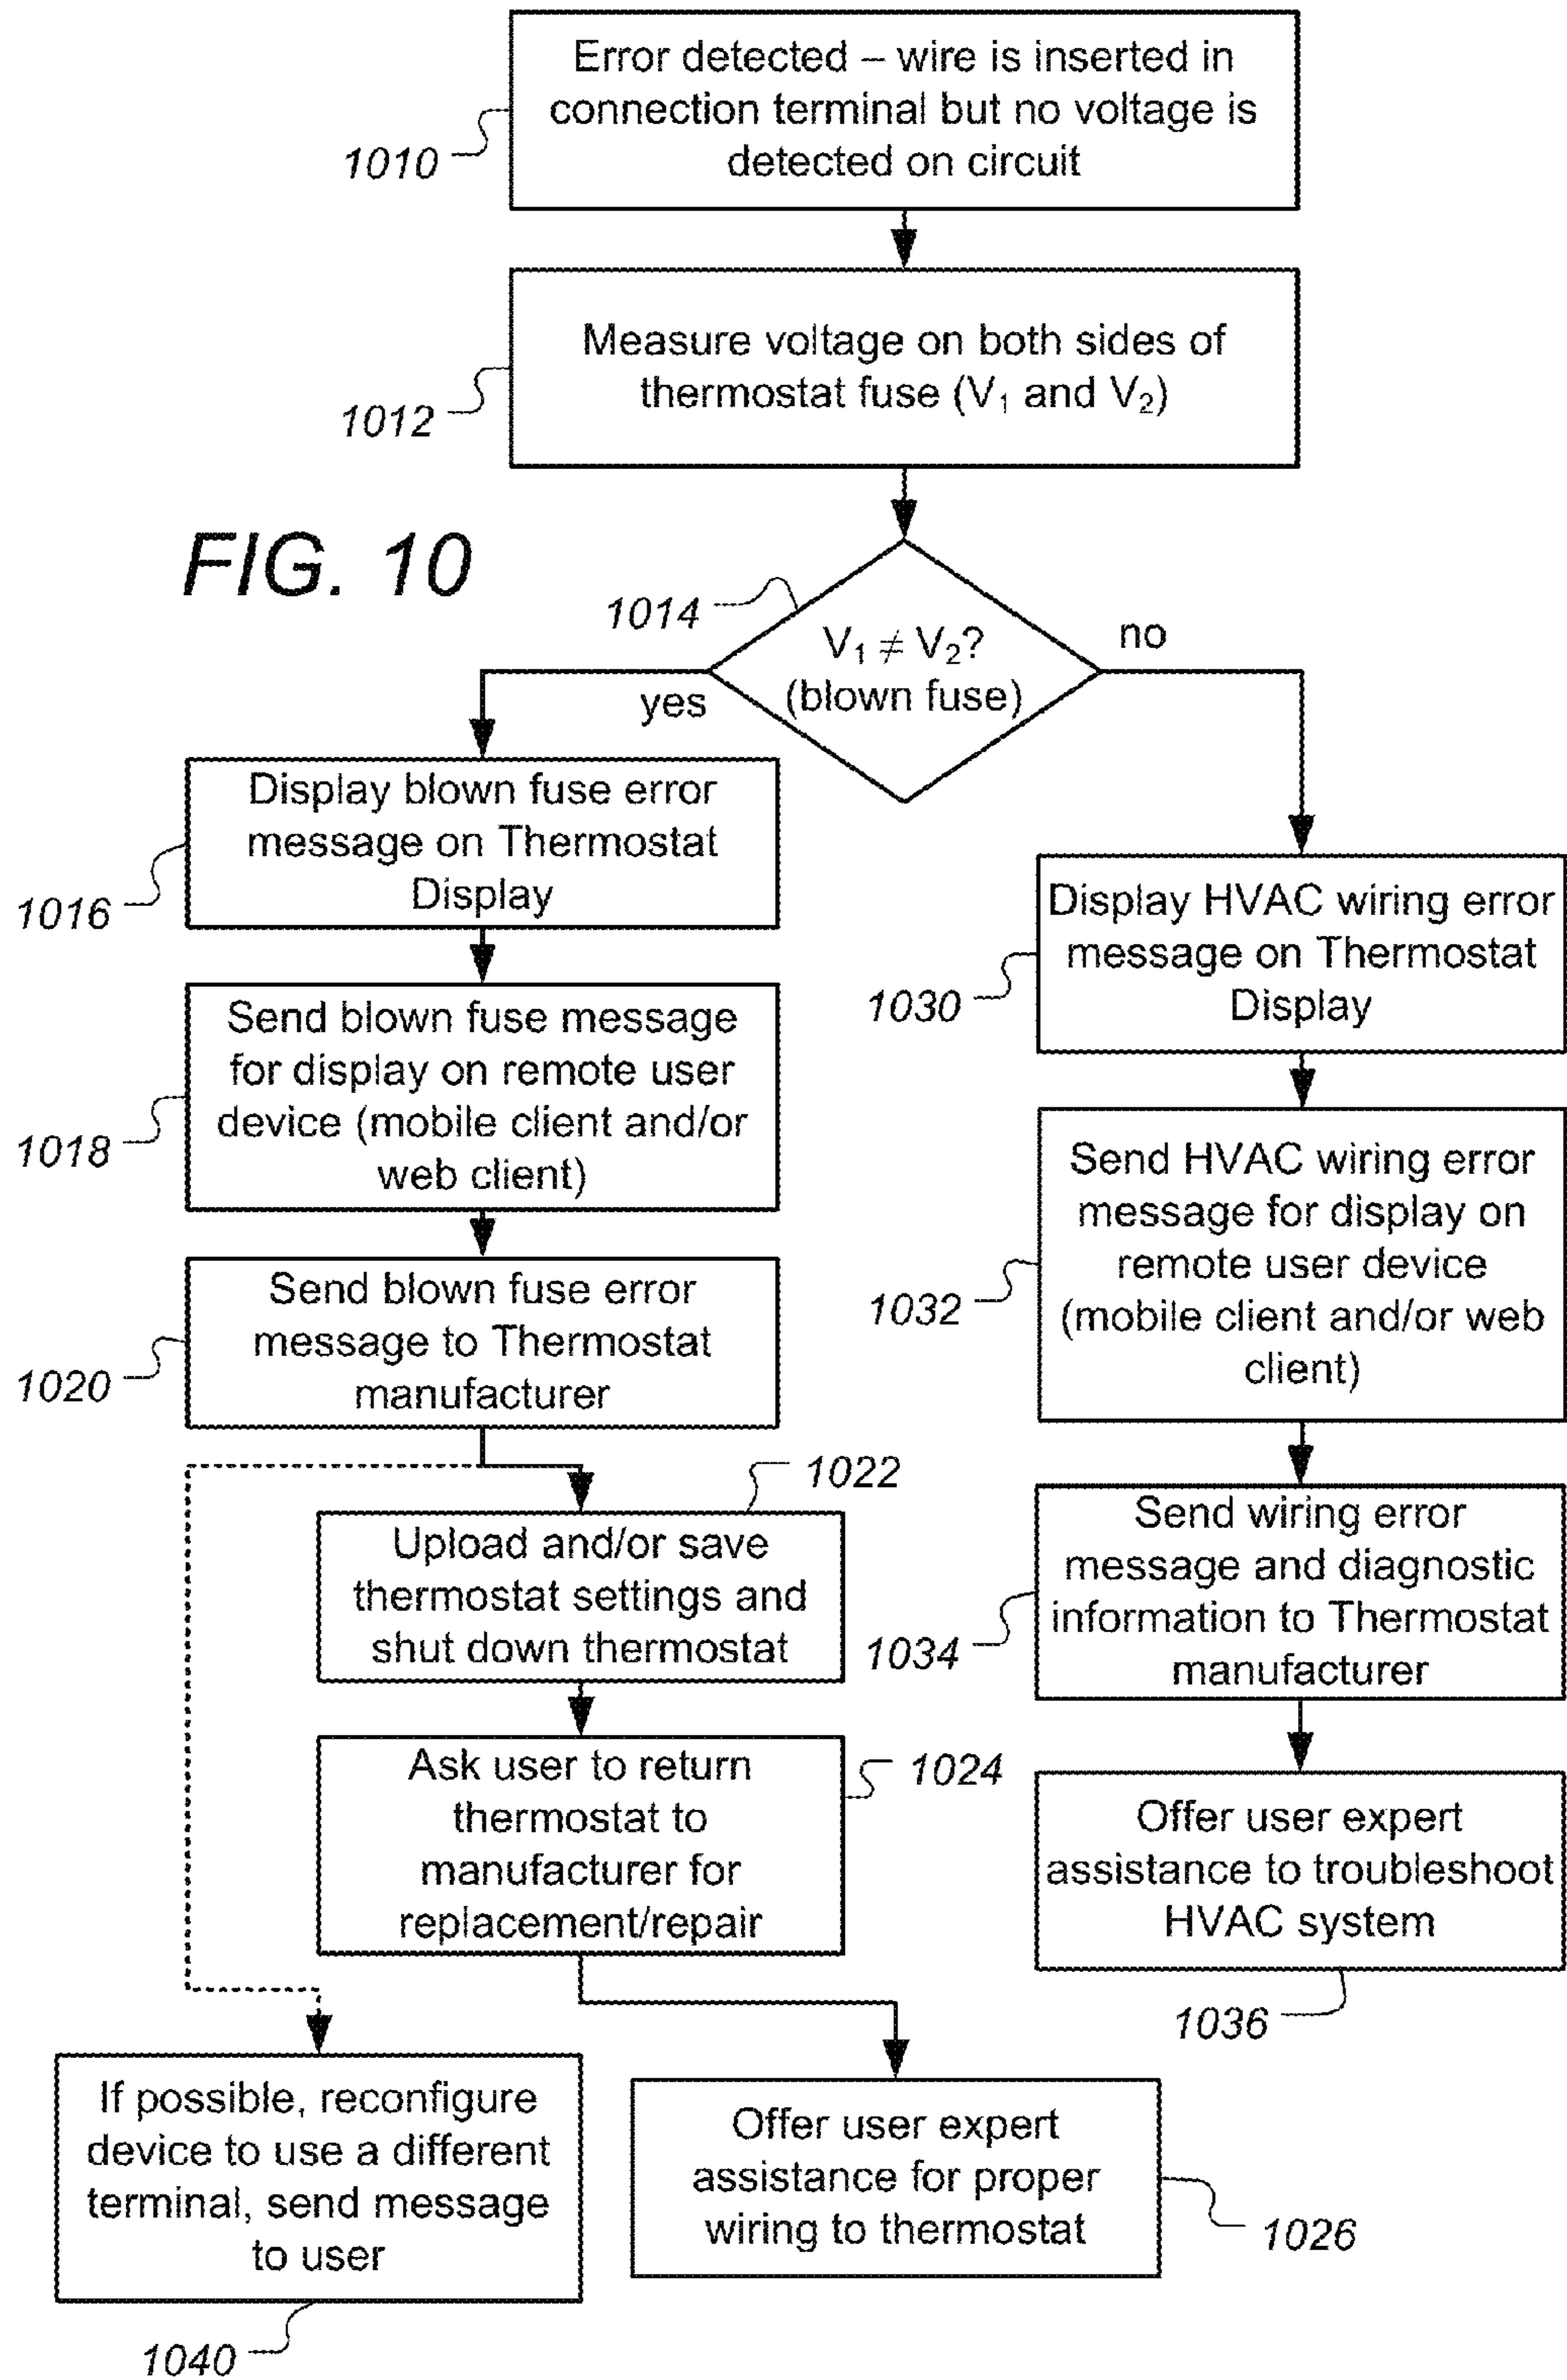 Error detected – wire is inserted in
connection terminal but no voltage is
detected on circuit
1010
Measure voltage on both sides of
thermostat fuse (V₁ and V₂)
1012
FIG. 10
1014
V₁ ≠ V₂?
(blown fuse)
yes
no
Display blown fuse error
message on Thermostat
Display
1016
Send blown fuse message
for display on remote user
device (mobile client and/or
web client)
1018
Send blown fuse error
message to Thermostat
manufacturer
1020
1022
Upload and/or save
thermostat settings and
shut down thermostat
Ask user to return
thermostat to
manufacturer for
replacement/repair
1024
If possible, reconfigure
device to use a different
terminal, send message
to user
1040
Offer user expert
assistance for proper
wiring to thermostat
1026
Display HVAC wiring error
message on Thermostat
Display
1030
Send HVAC wiring error
message for display on
remote user device
(mobile client and/or web
client)
1032
Send wiring error
message and diagnostic
information to Thermostat
manufacturer
1034
Offer user expert
assistance to troubleshoot
HVAC system
1036